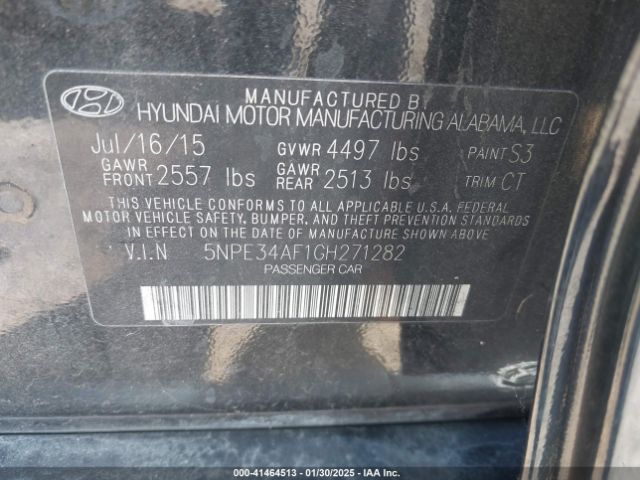 MANUFACTURED BY
HYUNDAI MOTOR MANUFACTURING ALABAMA, LLC
Jul/16/15 GVWR 4497 lbs PAINT S3
GAWR FRONT 2557 lbs GAWR REAR 2513 lbs TRIM CT
THIS VEHICLE CONFORMS TO ALL APPLICABLE U.S.A. FEDERAL
MOTOR VEHICLE SAFETY, BUMPER, AND THEFT PREVENTION STANDARDS
IN EFFECT ON THE DATE OF MANUFACTURE SHOWN ABOVE.
V.I.N 5NPE34AF1GH271282
PASSENGER CAR
000-41464513 - 01/30/2025 - IAA Inc.